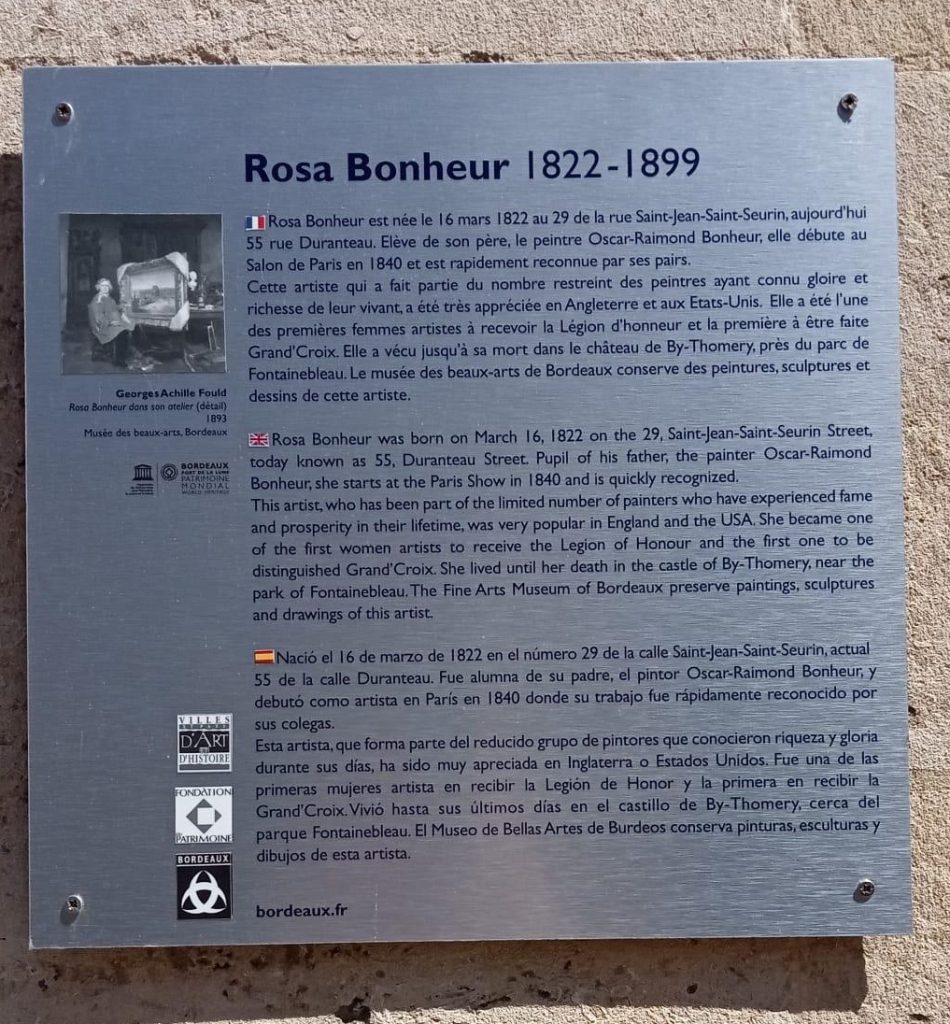 Rosa Bonheur 1822-1899
Rosa Bonheur est née le 16 mars 1822 au 29 de la rue Saint-Jean-Saint-Seurin, aujourd'hui
55 rue Duranteau. Elève de son père, le peintre Oscar-Raimond Bonheur, elle débute au
Salon de Paris en 1840 et est rapidement reconnue par ses pairs.
Cette artiste qui a fait partie du nombre restreint des peintres ayant connu gloire et
richesse de leur vivant, a été très appréciée en Angleterre et aux Etats-Unis. Elle a été l'une
des premières femmes artistes à recevoir la Légion d'honneur et la première à être faite
Grand'Croix. Elle a vécu jusqu'à sa mort dans le château de By-Thomery, près du parc de
Fontainebleau. Le musée des beaux-arts de Bordeaux conserve des peintures, sculptures et
dessins de cette artiste.
Georges Achille Fould
Rosa Bonheur dans son atelier (détail)
1893
Musée des beaux-arts, Bordeaux
BORDEAUX
PORT DE LA LUNE
PATRIMOINE
MONDIAL
WORLD HERITAGE
Rosa Bonheur was born on March 16, 1822 on the 29, Saint-Jean-Saint-Seurin Street,
today known as 55, Duranteau Street. Pupil of his father, the painter Oscar-Raimond
Bonheur, she starts at the Paris Show in 1840 and is quickly recognized.
This artist, who has been part of the limited number of painters who have experienced fame
and prosperity in their lifetime, was very popular in England and the USA. She became one
of the first women artists to receive the Legion of Honour and the first one to be
distinguished Grand'Croix. She lived until her death in the castle of By-Thomery, near the
park of Fontainebleau. The Fine Arts Museum of Bordeaux preserve paintings, sculptures
and drawings of this artist.
Nació el 16 de marzo de 1822 en el número 29 de la calle Saint-Jean-Saint-Seurin, actual
55 de la calle Duranteau. Fue alumna de su padre, el pintor Oscar-Raimond Bonheur, y
debutó como artista en París en 1840 donde su trabajo fue rápidamente reconocido por
sus colegas.
Esta artista, que forma parte del reducido grupo de pintores que conocieron riqueza y gloria
durante sus días, ha sido muy apreciada en Inglaterra o Estados Unidos. Fue una de las
primeras mujeres artista en recibir la Legión de Honor y la primera en recibir la
Grand'Croix. Vivió hasta sus últimos días en el castillo de By-Thomery, cerca del
parque Fontainebleau. El Museo de Bellas Artes de Burdeos conserva pinturas, esculturas y
dibujos de esta artista.
VILLES
D'ART
D'HISTOIRE
FONDATION
PATRIMOINE
BORDEAUX
bordeaux.fr